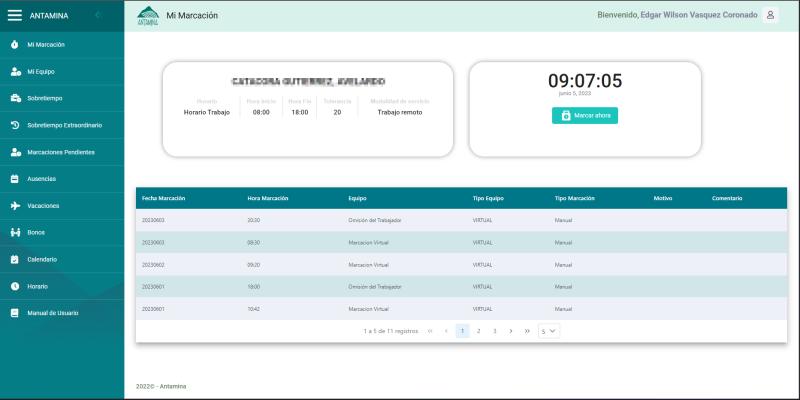 ANTAMINA
ANTAMINA
Mi Marcación
Bienvenido, Edgar Wilson Vasquez Coronado
Mi Marcación
Mi Equipo
Sobretiempo
Sobretiempo Extraordinario
Marcaciones Pendientes
Ausencias
Vacaciones
Bonos
Calendario
Horario
Manual de Usuario
Horario Hora Inicio Hora Fin Tolerancia Modalidad de servicio
Horario Trabajo 08:00 18:00 20 Trabajo remoto
09:07:05
junio 5, 2023
Marcar ahora
Fecha Marcación Hora Marcación Equipo Tipo Equipo Tipo Marcación Motivo Comentario
20230603 20:30 Omisión del Trabajador VIRTUAL Manual
20230603 08:30 Marcacion Virtual VIRTUAL Manual
20230602 09:20 Marcacion Virtual VIRTUAL Manual
20230601 18:00 Omisión del Trabajador VIRTUAL Manual
20230601 10:42 Marcacion Virtual VIRTUAL Manual
1 a 5 de 11 registros « ‹ 1 2 3 › » 5
2022© - Antamina